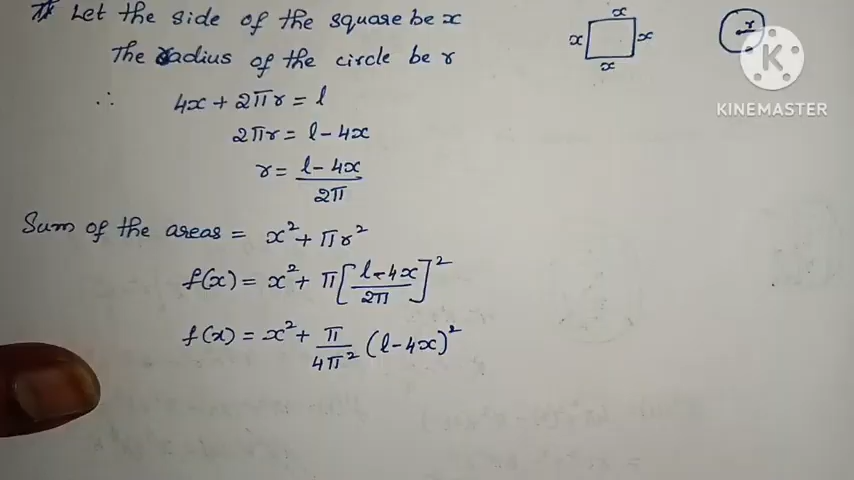 Let the side of the square be x
The radius of the circle be r
∴ 4x + 2πr = l
2πr = l - 4x
r = (l - 4x)/2π
Sum of the areas = x² + πr²
f(x) = x² + π[(l - 4x)/2π]²
f(x) = x² + π/4π² (l - 4x)²
x
x x
x
r
K
KINEMASTER